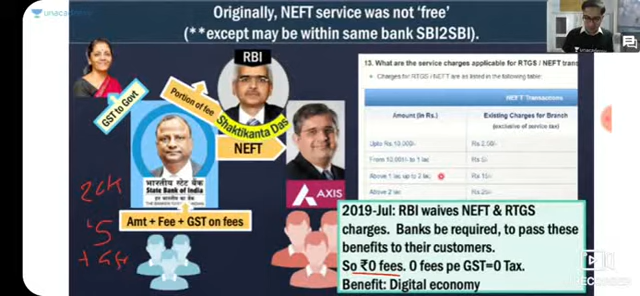 Originally, NEFT service was not 'free'
(**except may be within same bank SBI2SBI).
unacademy
RBI
GST to Govt
Portion of fee
Shaktikanta Das
NEFT
भारतीय स्टेट बैंक
State Bank of India
AXIS
Amt + Fee + GST on fees
13. What are the service charges applicable for RTGS / NEFT
Charges for RTGS / NEFT are as listed in the following table:
NEFT Transactions
Amount (in Rs.)
Existing Charges for Branch
(exclusive of service tax)
Upto 10,000/-
Rs 2.50/-
From 10,001/- to 1 lac
Rs 5/-
Above 1 lac upto 2 lac
Rs 15/-
Above 2 lac
Rs 25/-
2019-Jul: RBI waives NEFT & RTGS
charges. Banks be required, to pass these
benefits to their customers.
So ₹0 fees. 0 fees pe GST=0 Tax.
Benefit: Digital economy